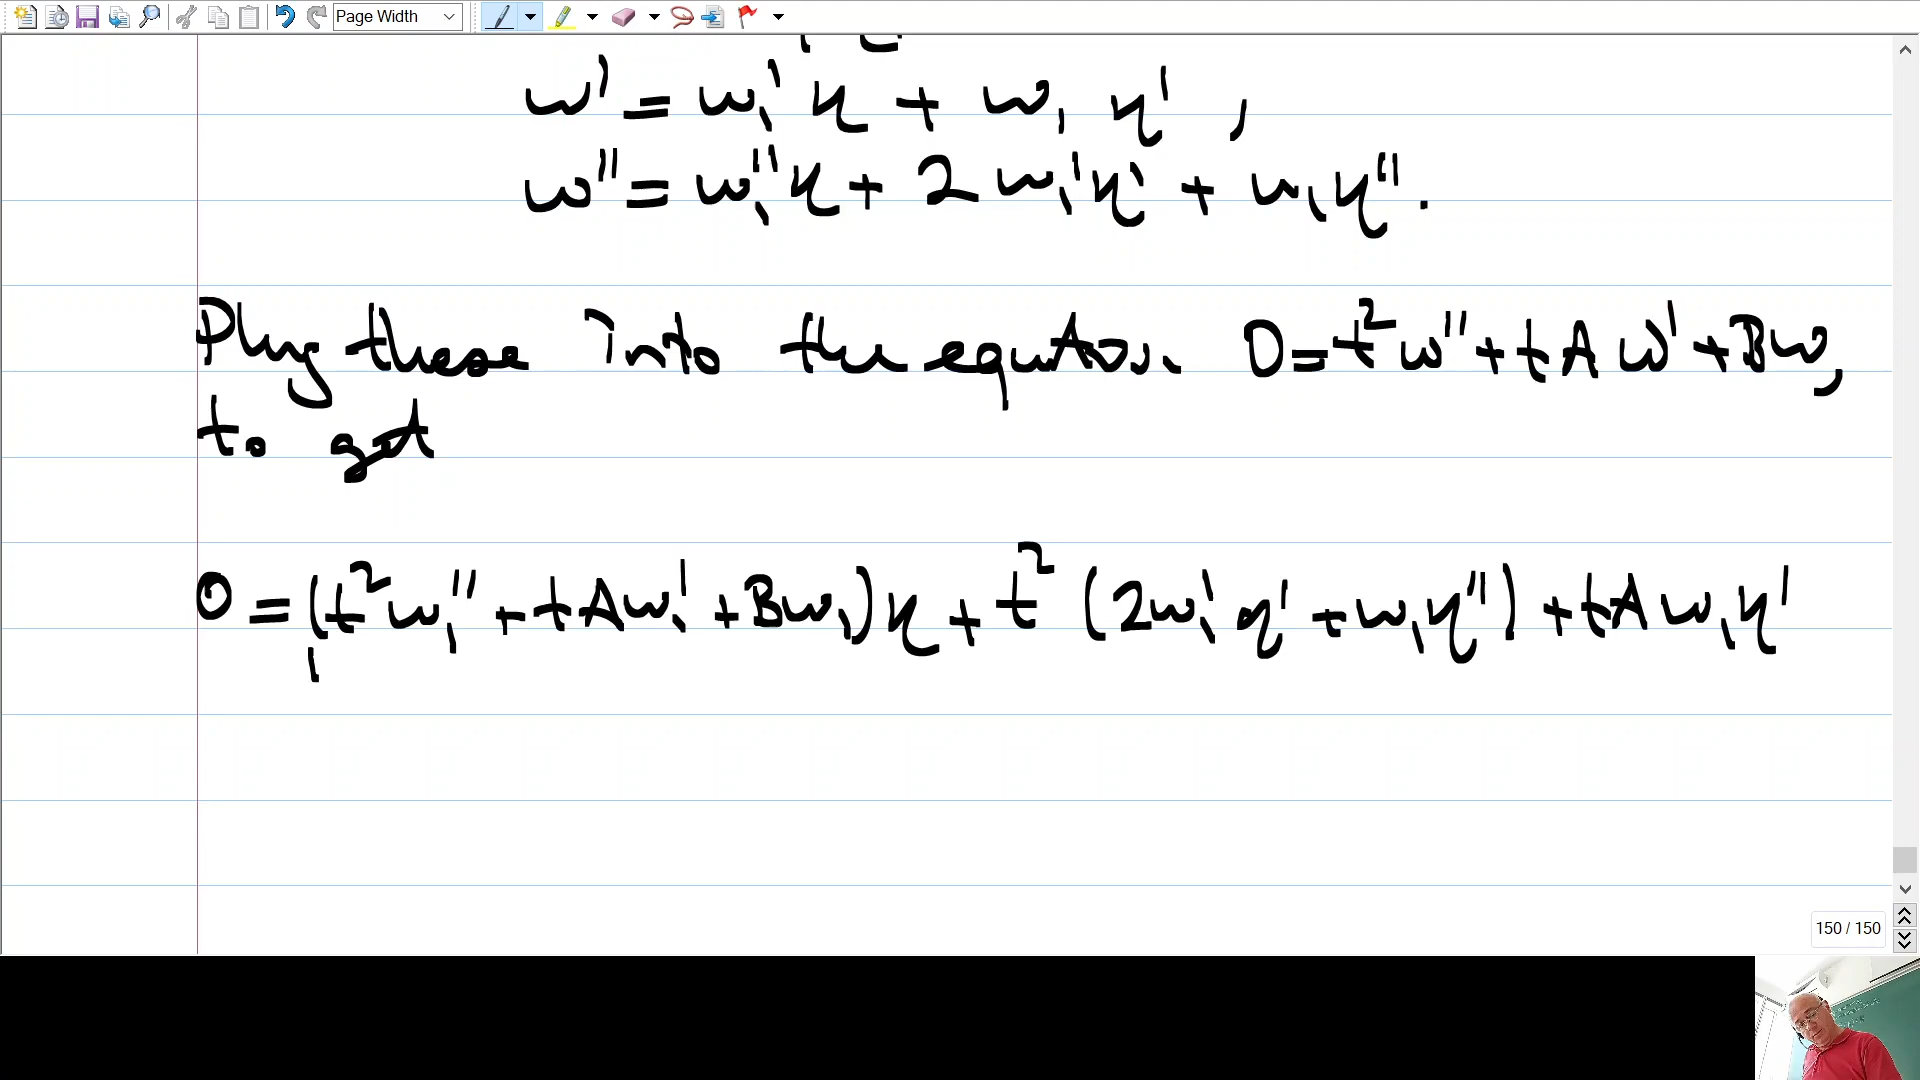 Page Width
w' = w₁' η + w₁ η' ,
w'' = w₁'' η + 2 w₁' η' + w₁ η'' .
Plug these into the equation 0 = t² w'' + t A w' + B w,
to get
0 = (t² w₁'' + t A w₁' + B w₁) η + t² (2 w₁' η' + w₁ η'') + t A w₁ η'
150 / 150